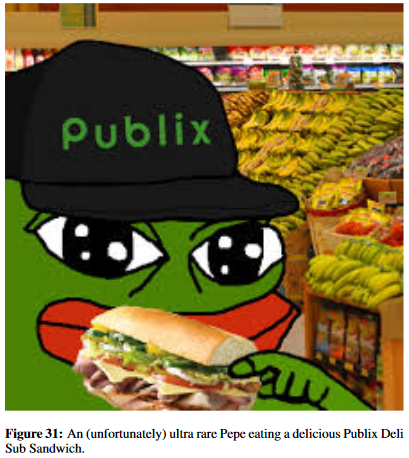 Publix
Figure 31: An (unfortunately) ultra rare Pepe eating a delicious Publix Deli
Sub Sandwich.